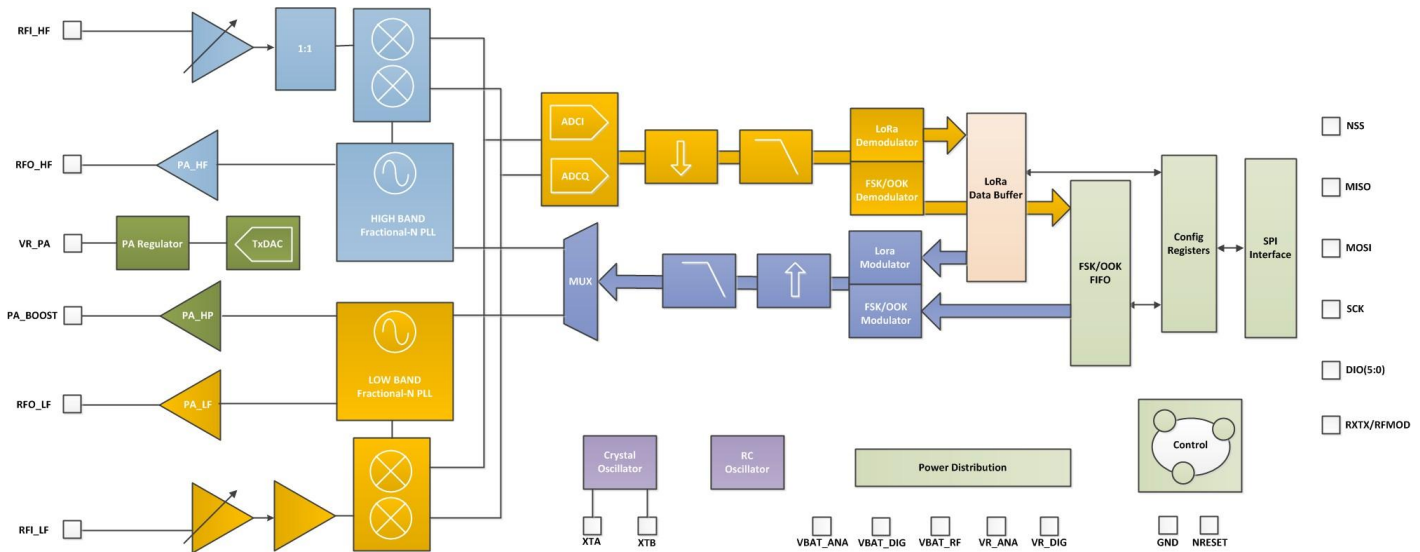 RFI_HF
1:1
RFO_HF
PA_HF
HIGH BAND
Fractional-N PLL
VR_PA
PA Regulator
TxDAC
PA_BOOST
PA_HP
LOW BAND
Fractional-N PLL
RFO_LF
PA_LF
RFI_LF
ADCI
ADCQ
MUX
LoRa
Demodulator
FSK/OOK
Demodulator
Lora
Modulator
FSK/OOK
Modulator
LoRa
Data Buffer
FSK/OOK
FIFO
Config
Registers
SPI
Interface
NSS
MISO
MOSI
SCK
DIO(5:0)
RXTX/RFMOD
Crystal
Oscillator
RC
Oscillator
Power Distribution
Control
XTA
XTB
VBAT_ANA
VBAT_DIG
VBAT_RF
VR_ANA
VR_DIG
GND
NRESET